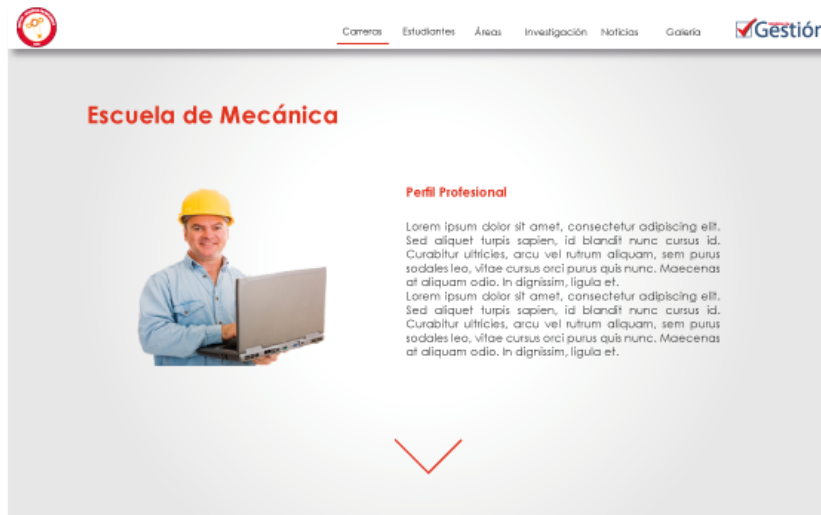 Carreras Estudiantes Áreas Investigación Noticias Galería
Gestión
Escuela de Mecánica
Perfil Profesional
Lorem ipsum dolor sit amet, consectetur adipiscing elit.
Sed aliquet turpis sapien, id blandit nunc cursus id.
Curabitur ultricies, arcu vel rutrum aliquam, sem purus
sodales leo, vitae cursus orci purus quis nunc. Maecenas
at aliquam odio. In dignissim, ligula et.
Lorem ipsum dolor sit amet, consectetur adipiscing elit.
Sed aliquet turpis sapien, id blandit nunc cursus id.
Curabitur ultricies, arcu vel rutrum aliquam, sem purus
sodales leo, vitae cursus orci purus quis nunc. Maecenas
at aliquam odio. In dignissim, ligula et.